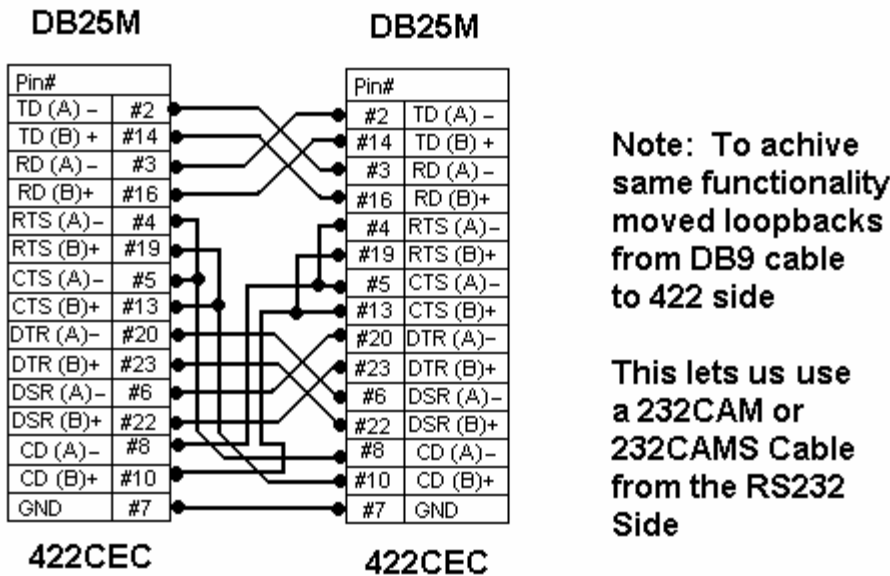 DB25M
Pin#
TD (A) – #2
TD (B) + #14
RD (A) – #3
RD (B)+ #16
RTS (A)– #4
RTS (B)+ #19
CTS (A)– #5
CTS (B)+ #13
DTR (A)– #20
DTR (B)+ #23
DSR (A)– #6
DSR (B)+ #22
CD (A)– #8
CD (B)+ #10
GND #7
422CEC
DB25M
Pin#
#2 TD (A) –
#14 TD (B) +
#3 RD (A) –
#16 RD (B)+
#4 RTS (A)–
#19 RTS (B)+
#5 CTS (A)–
#13 CTS (B)+
#20 DTR (A)–
#23 DTR (B)+
#6 DSR (A)–
#22 DSR (B)+
#8 CD (A)–
#10 CD (B)+
#7 GND
422CEC
Note: To achive
same functionality
moved loopbacks
from DB9 cable
to 422 side
This lets us use
a 232CAM or
232CAMS Cable
from the RS232
Side